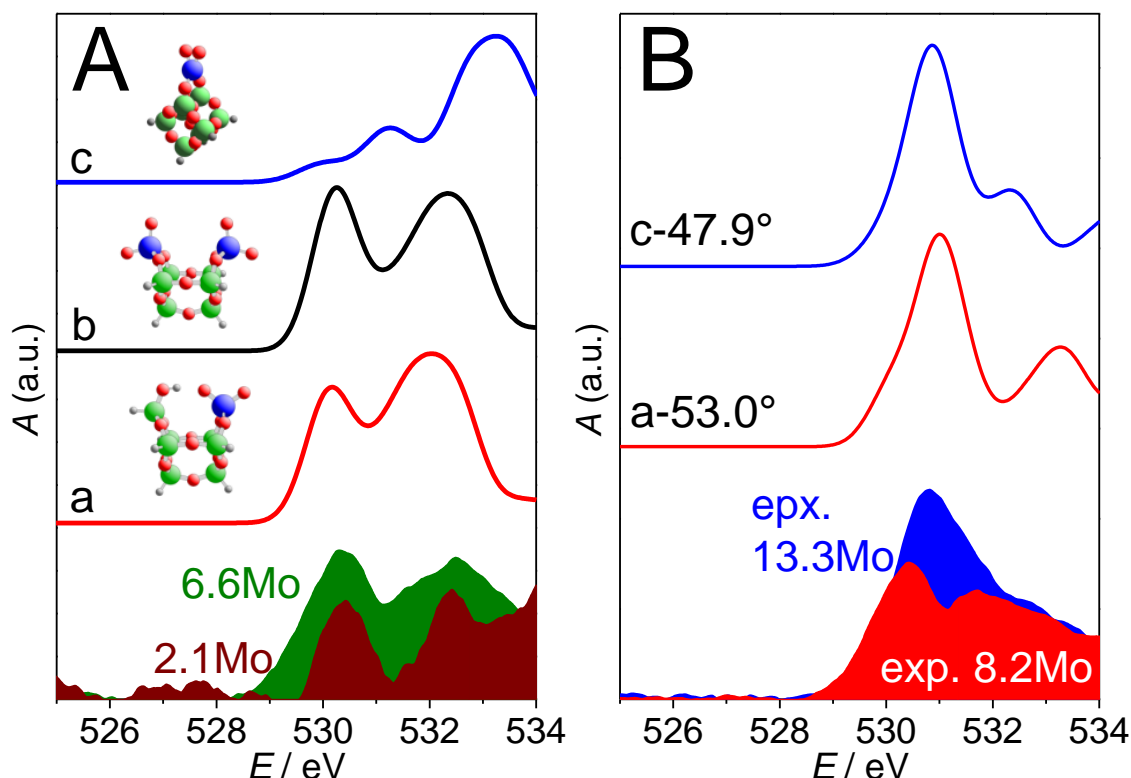 A
c
b
a
6.6Mo
2.1Mo
A (a.u.)
526 528 530 532 534
E / eV
B
c-47.9°
a-53.0°
epx.
13.3Mo
exp. 8.2Mo
A (a.u.)
526 528 530 532 534
E / eV